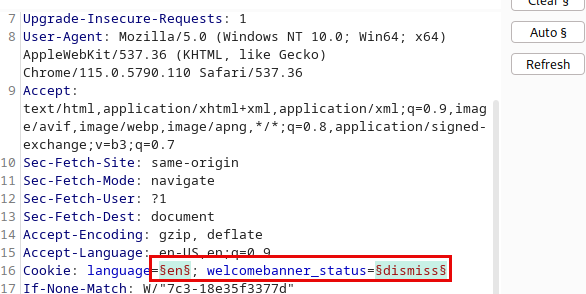 Clear §
7 Upgrade-Insecure-Requests: 1
8 User-Agent: Mozilla/5.0 (Windows NT 10.0; Win64; x64)
AppleWebKit/537.36 (KHTML, like Gecko)
Chrome/115.0.5790.110 Safari/537.36
Auto §
Refresh
9 Accept:
text/html,application/xhtml+xml,application/xml;q=0.9,imag
e/avif,image/webp,image/apng,*/*;q=0.8,application/signed-
exchange;v=b3;q=0.7
10 Sec-Fetch-Site: same-origin
11 Sec-Fetch-Mode: navigate
12 Sec-Fetch-User: ?1
13 Sec-Fetch-Dest: document
14 Accept-Encoding: gzip, deflate
15 Accept-Language: en-US,en;q=0.9
16 Cookie: language=§en§; welcomebanner_status=§dismiss§
17 If-None-Match: W/"7c3-18e35f3377d"